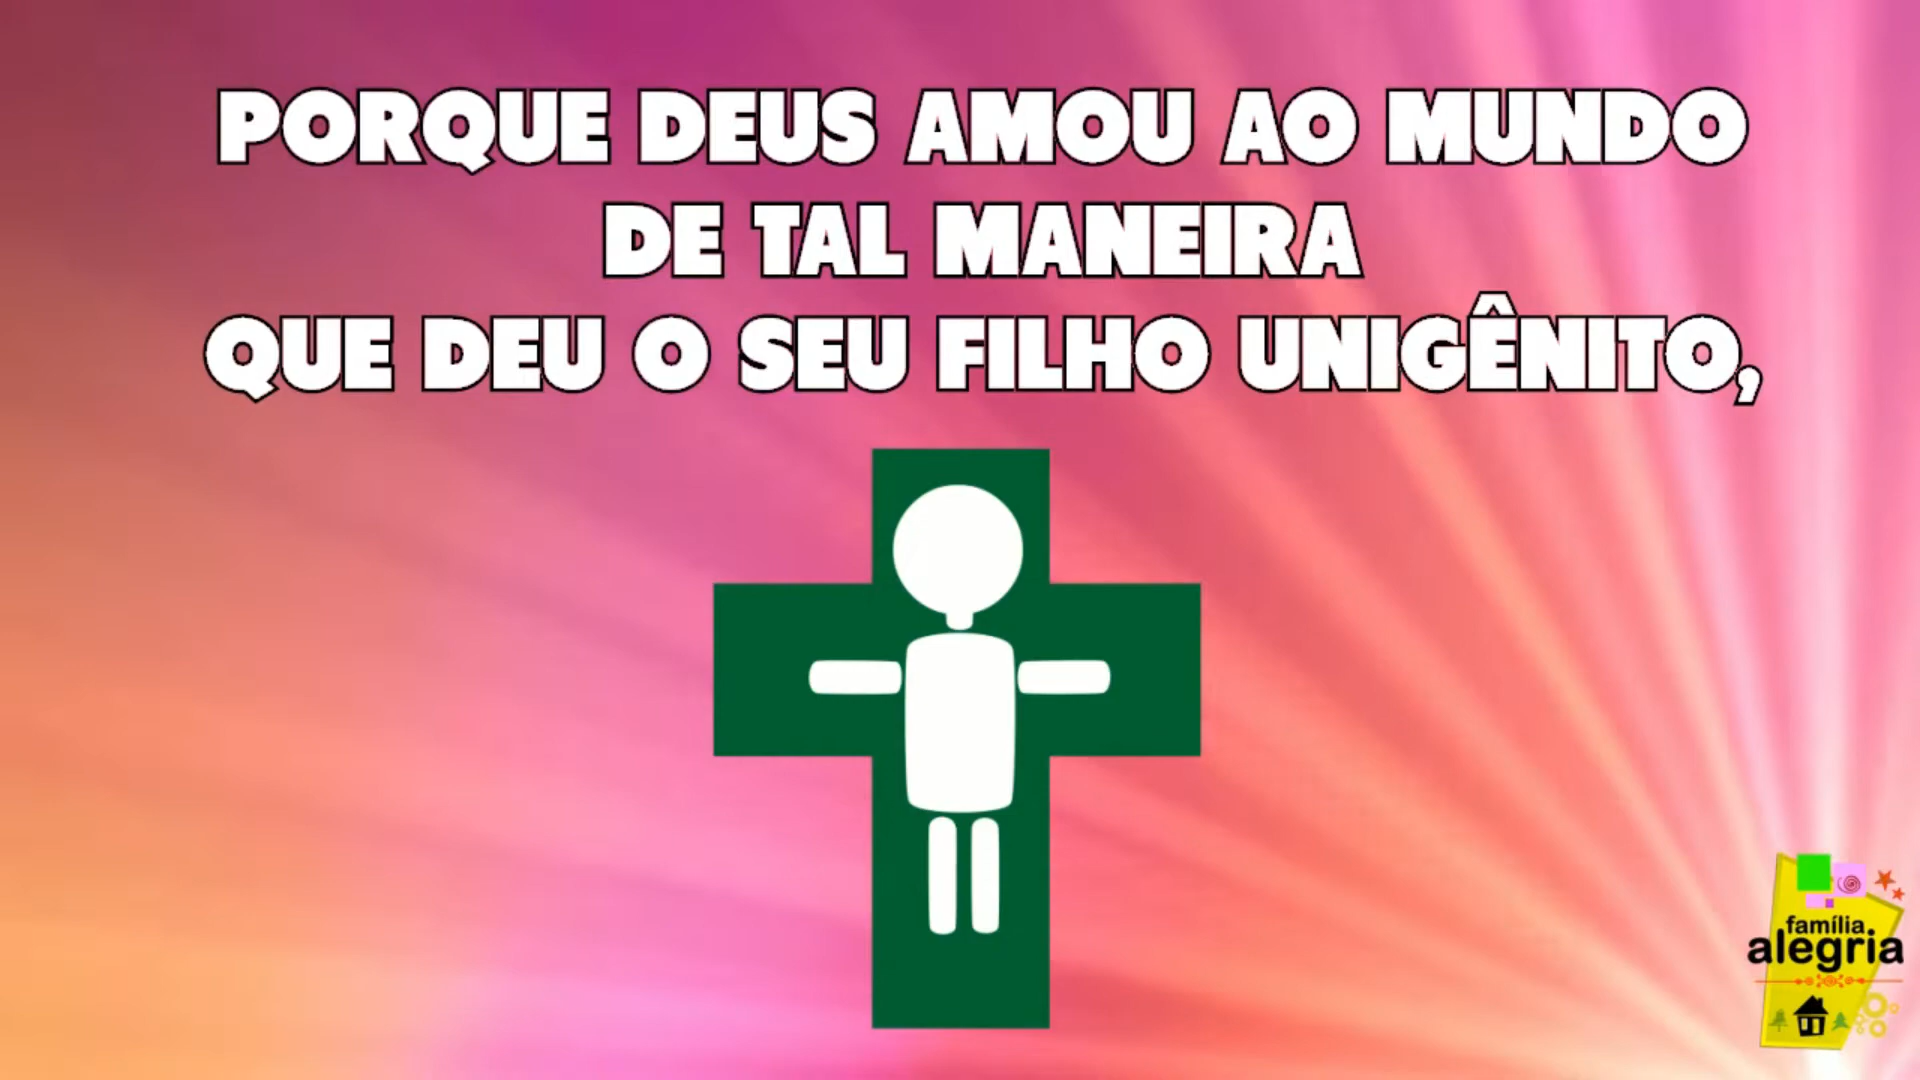 PORQUE DEUS AMOU AO MUNDO
DE TAL MANEIRA
QUE DEU O SEU FILHO UNIGÊNITO,
família
alegria